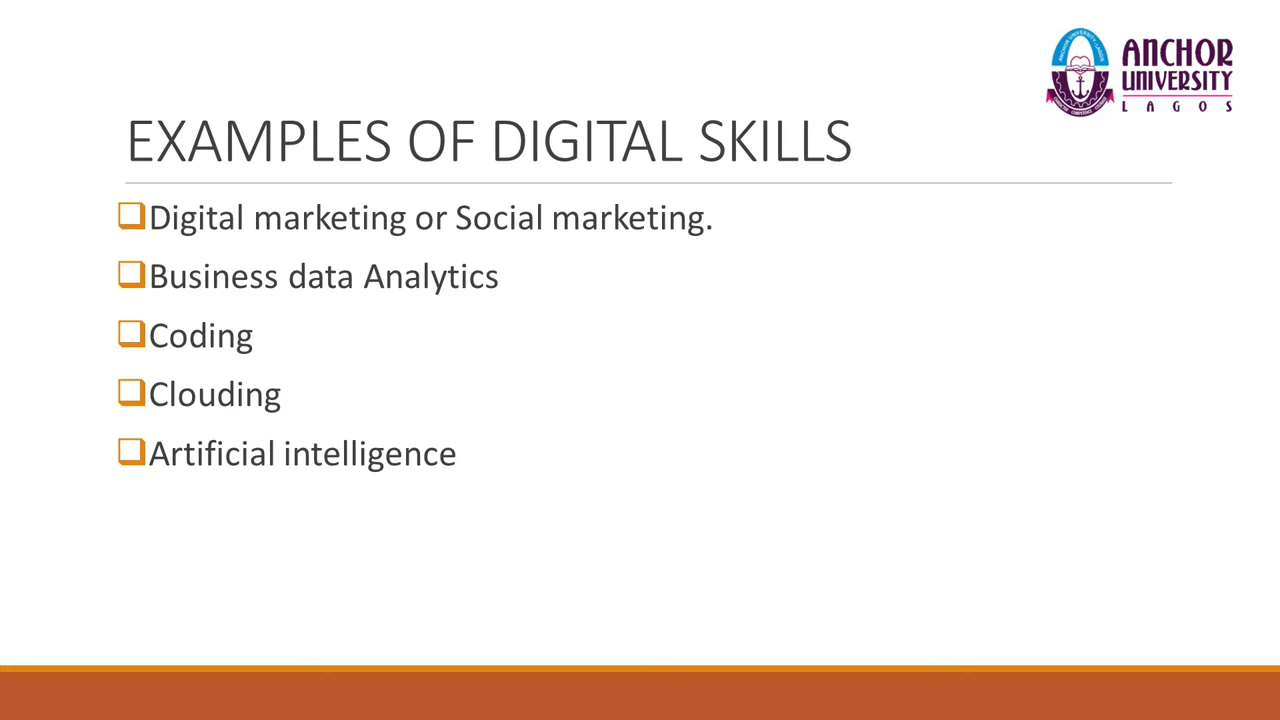 ANCHOR
UNIVERSITY
LAGOS
EXAMPLES OF DIGITAL SKILLS
Digital marketing or Social marketing.
Business data Analytics
Coding
Clouding
Artificial intelligence